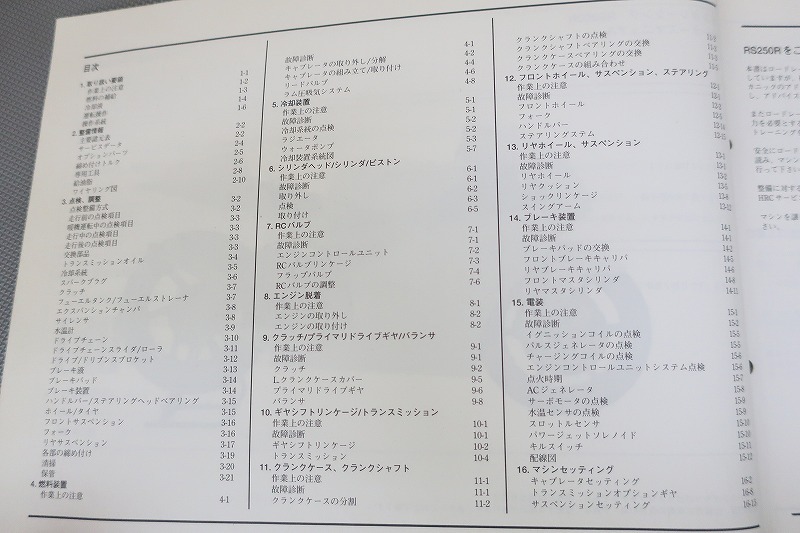 目次
1. 取り扱い要領 1-1
作業上の注意 1-2
燃料の補給 1-3
冷却液 1-4
運転操作 1-6
操作系統
2. 整備情報 2-2
主要諸元表 2-2
サービスデータ 2-4
オプションパーツ 2-5
締め付けトルク 2-6
専用工具 2-8
給油脂 2-10
ワイヤリング図
3. 点検、調整 3-2
点検整備方式 3-2
走行前の点検項目 3-3
暖機運転中の点検項目 3-3
走行中の点検項目 3-3
走行後の点検項目 3-3
交換部品 3-4
トランスミッションオイル 3-5
冷却系統 3-6
スパークプラグ 3-7
クラッチ 3-7
フューエルタンク/フューエルストレーナ 3-7
エクスパンションチャンバ 3-8
サイレンサ 3-8
水温計 3-9
ドライブチェーン 3-10
ドライブチェーンスライダ/ローラ 3-11
ドライブ/ドリブンスプロケット 3-12
ブレーキ液 3-13
ブレーキパッド 3-14
ブレーキ装置 3-14
ハンドルバー/ステアリングヘッドベアリング 3-15
ホイール/タイヤ 3-15
フロントサスペンション 3-16
フォーク 3-16
リヤサスペンション 3-17
各部の締め付け 3-19
清掃 3-20
保管 3-21
4. 燃料装置
作業上の注意 4-1
故障診断 4-1
キャブレータの取り外し/分解 4-2
キャブレータの組み立て/取り付け 4-4
リードバルブ 4-6
ラム圧吸気システム 4-8
5. 冷却装置
作業上の注意 5-1
故障診断 5-1
冷却系統の点検 5-2
ラジエータ 5-2
ウォータポンプ 5-3
冷却装置系統図 5-7
6. シリンダヘッド/シリンダ/ピストン
作業上の注意 6-1
故障診断 6-1
取り外し 6-2
点検 6-3
取り付け 6-5
7. RCバルブ
作業上の注意 7-1
故障診断 7-1
エンジンコントロールユニット 7-2
RCバルブリンケージ 7-3
フラップバルブ 7-4
RCバルブの調整 7-6
8. エンジン脱着
作業上の注意 8-1
エンジンの取り外し 8-2
エンジンの取り付け 8-2
9. クラッチ/プライマリドライブギヤ/バランサ
作業上の注意 9-1
故障診断 9-1
クラッチ 9-2
L.クランクケースカバー 9-5
プライマリドライブギヤ 9-6
バランサ 9-8
10. ギヤシフトリンケージ/トランスミッション
作業上の注意 10-1
故障診断 10-1
ギヤシフトリンケージ 10-2
トランスミッション 10-4
11. クランクケース、クランクシャフト
作業上の注意 11-1
故障診断 11-1
クランクケースの分割 11-2
クランクシャフトの点検
クランクシャフトベアリングの交換
クランクケースベアリングの交換
クランクケースの組み合わせ
12. フロントホイール、サスペンション、ステアリング
作業上の注意
故障診断
フロントホイール
フォーク
ハンドルバー
ステアリングステム
13. リヤホイール、サスペンション
作業上の注意
故障診断
リヤホイール
リヤクッション
ショックリンケージ
スイングアーム
14. ブレーキ装置
作業上の注意 14-1
故障診断
ブレーキパッドの交換
フロントブレーキキャリパ
リヤブレーキキャリパ
フロントマスタシリンダ
リヤマスタシリンダ
15. 電装
作業上の注意 15-1
故障診断
イグニッションコイルの点検
パルスジェネレータの点検
チャージングコイルの点検
エンジンコントロールユニットシステム点検
点火時期
ACジェネレータ
サーボモータの点検
水温センサの点検
スロットルセンサ
パワージェットソレノイド
キルスイッチ
配線図
16. マシンセッティング
キャブレータセッティング 16-2
トランスミッションオプションギヤ 16-8
サスペンションセッティング
RS250Rをこ